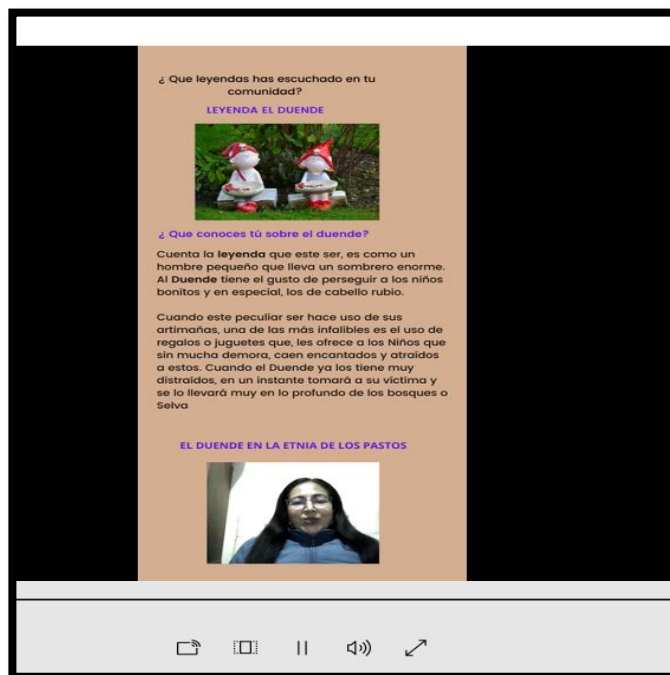 ¿ Que leyendas has escuchado en tu
comunidad?
LEYENDA EL DUENDE
¿ Que conoces tú sobre el duende?
Cuenta la leyenda que este ser, es como un
hombre pequeño que lleva un sombrero enorme.
Al Duende tiene el gusto de perseguir a los niños
bonitos y en especial, los de cabello rubio.
Cuando este peculiar ser hace uso de sus
artimañas, una de las más infalibles es el uso de
regalos o juguetes que, les ofrece a los Niños que
sin mucha demora, caen encantados y atraídos
a estos. Cuando el Duende ya los tiene muy
distraídos, en un instante tomará a su víctima y
se lo llevará muy en lo profundo de los bosques o
Selva
EL DUENDE EN LA ETNIA DE LOS PASTOS